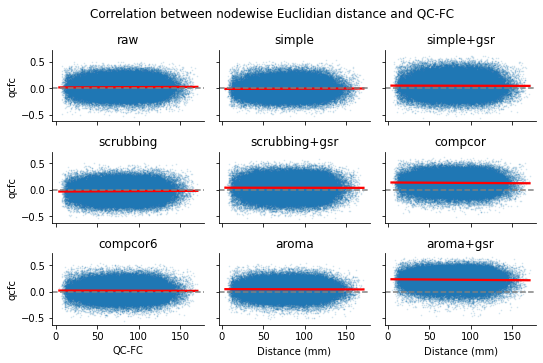 Correlation between nodewise Euclidian distance and QC-FC
raw simple simple+gsr
qcfc
0.5
0.0
−0.5
scrubbing scrubbing+gsr compcor
qcfc
0.5
0.0
−0.5
compcor6 aroma aroma+gsr
qcfc
0.5
0.0
−0.5
0 50 100 150 0 50 100 150 0 50 100 150
QC-FC Distance (mm) Distance (mm)